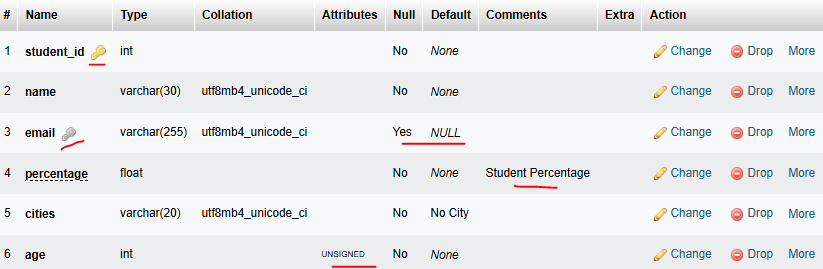 # Name Type Collation Attributes Null Default Comments Extra Action
1 student_id int No None Change Drop More
2 name varchar(30) utf8mb4_unicode_ci No None Change Drop More
3 email varchar(255) utf8mb4_unicode_ci Yes NULL Change Drop More
4 percentage float No None Student Percentage Change Drop More
5 cities varchar(20) utf8mb4_unicode_ci No No City Change Drop More
6 age int UNSIGNED No None Change Drop More